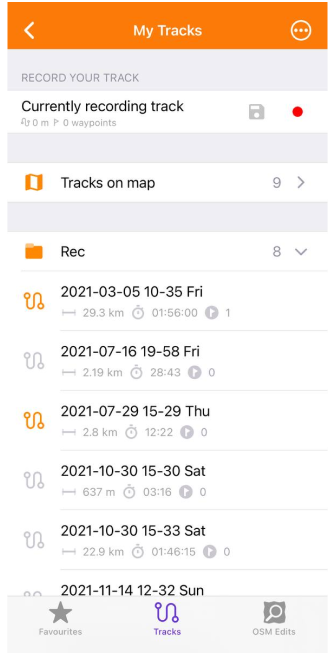 My Tracks
RECORD YOUR TRACK
Currently recording track
0 m 0 waypoints
Tracks on map 9
Rec 8
2021-03-05 10-35 Fri
29.3 km 01:56:00 1
2021-07-16 19-58 Fri
2.19 km 28:43 0
2021-07-29 15-29 Thu
2.8 km 12:22 0
2021-10-30 15-30 Sat
637 m 03:16 0
2021-10-30 15-33 Sat
22.9 km 01:46:15 0
2021-11-14 12-32 Sun
Favourites Tracks OSM Edits